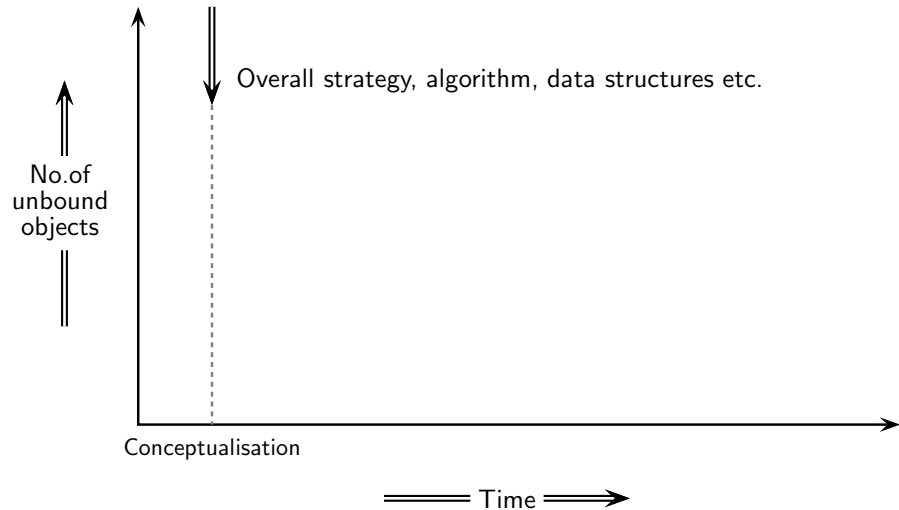 Overall strategy, algorithm, data structures etc.
No.of
unbound
objects
Conceptualisation
Time